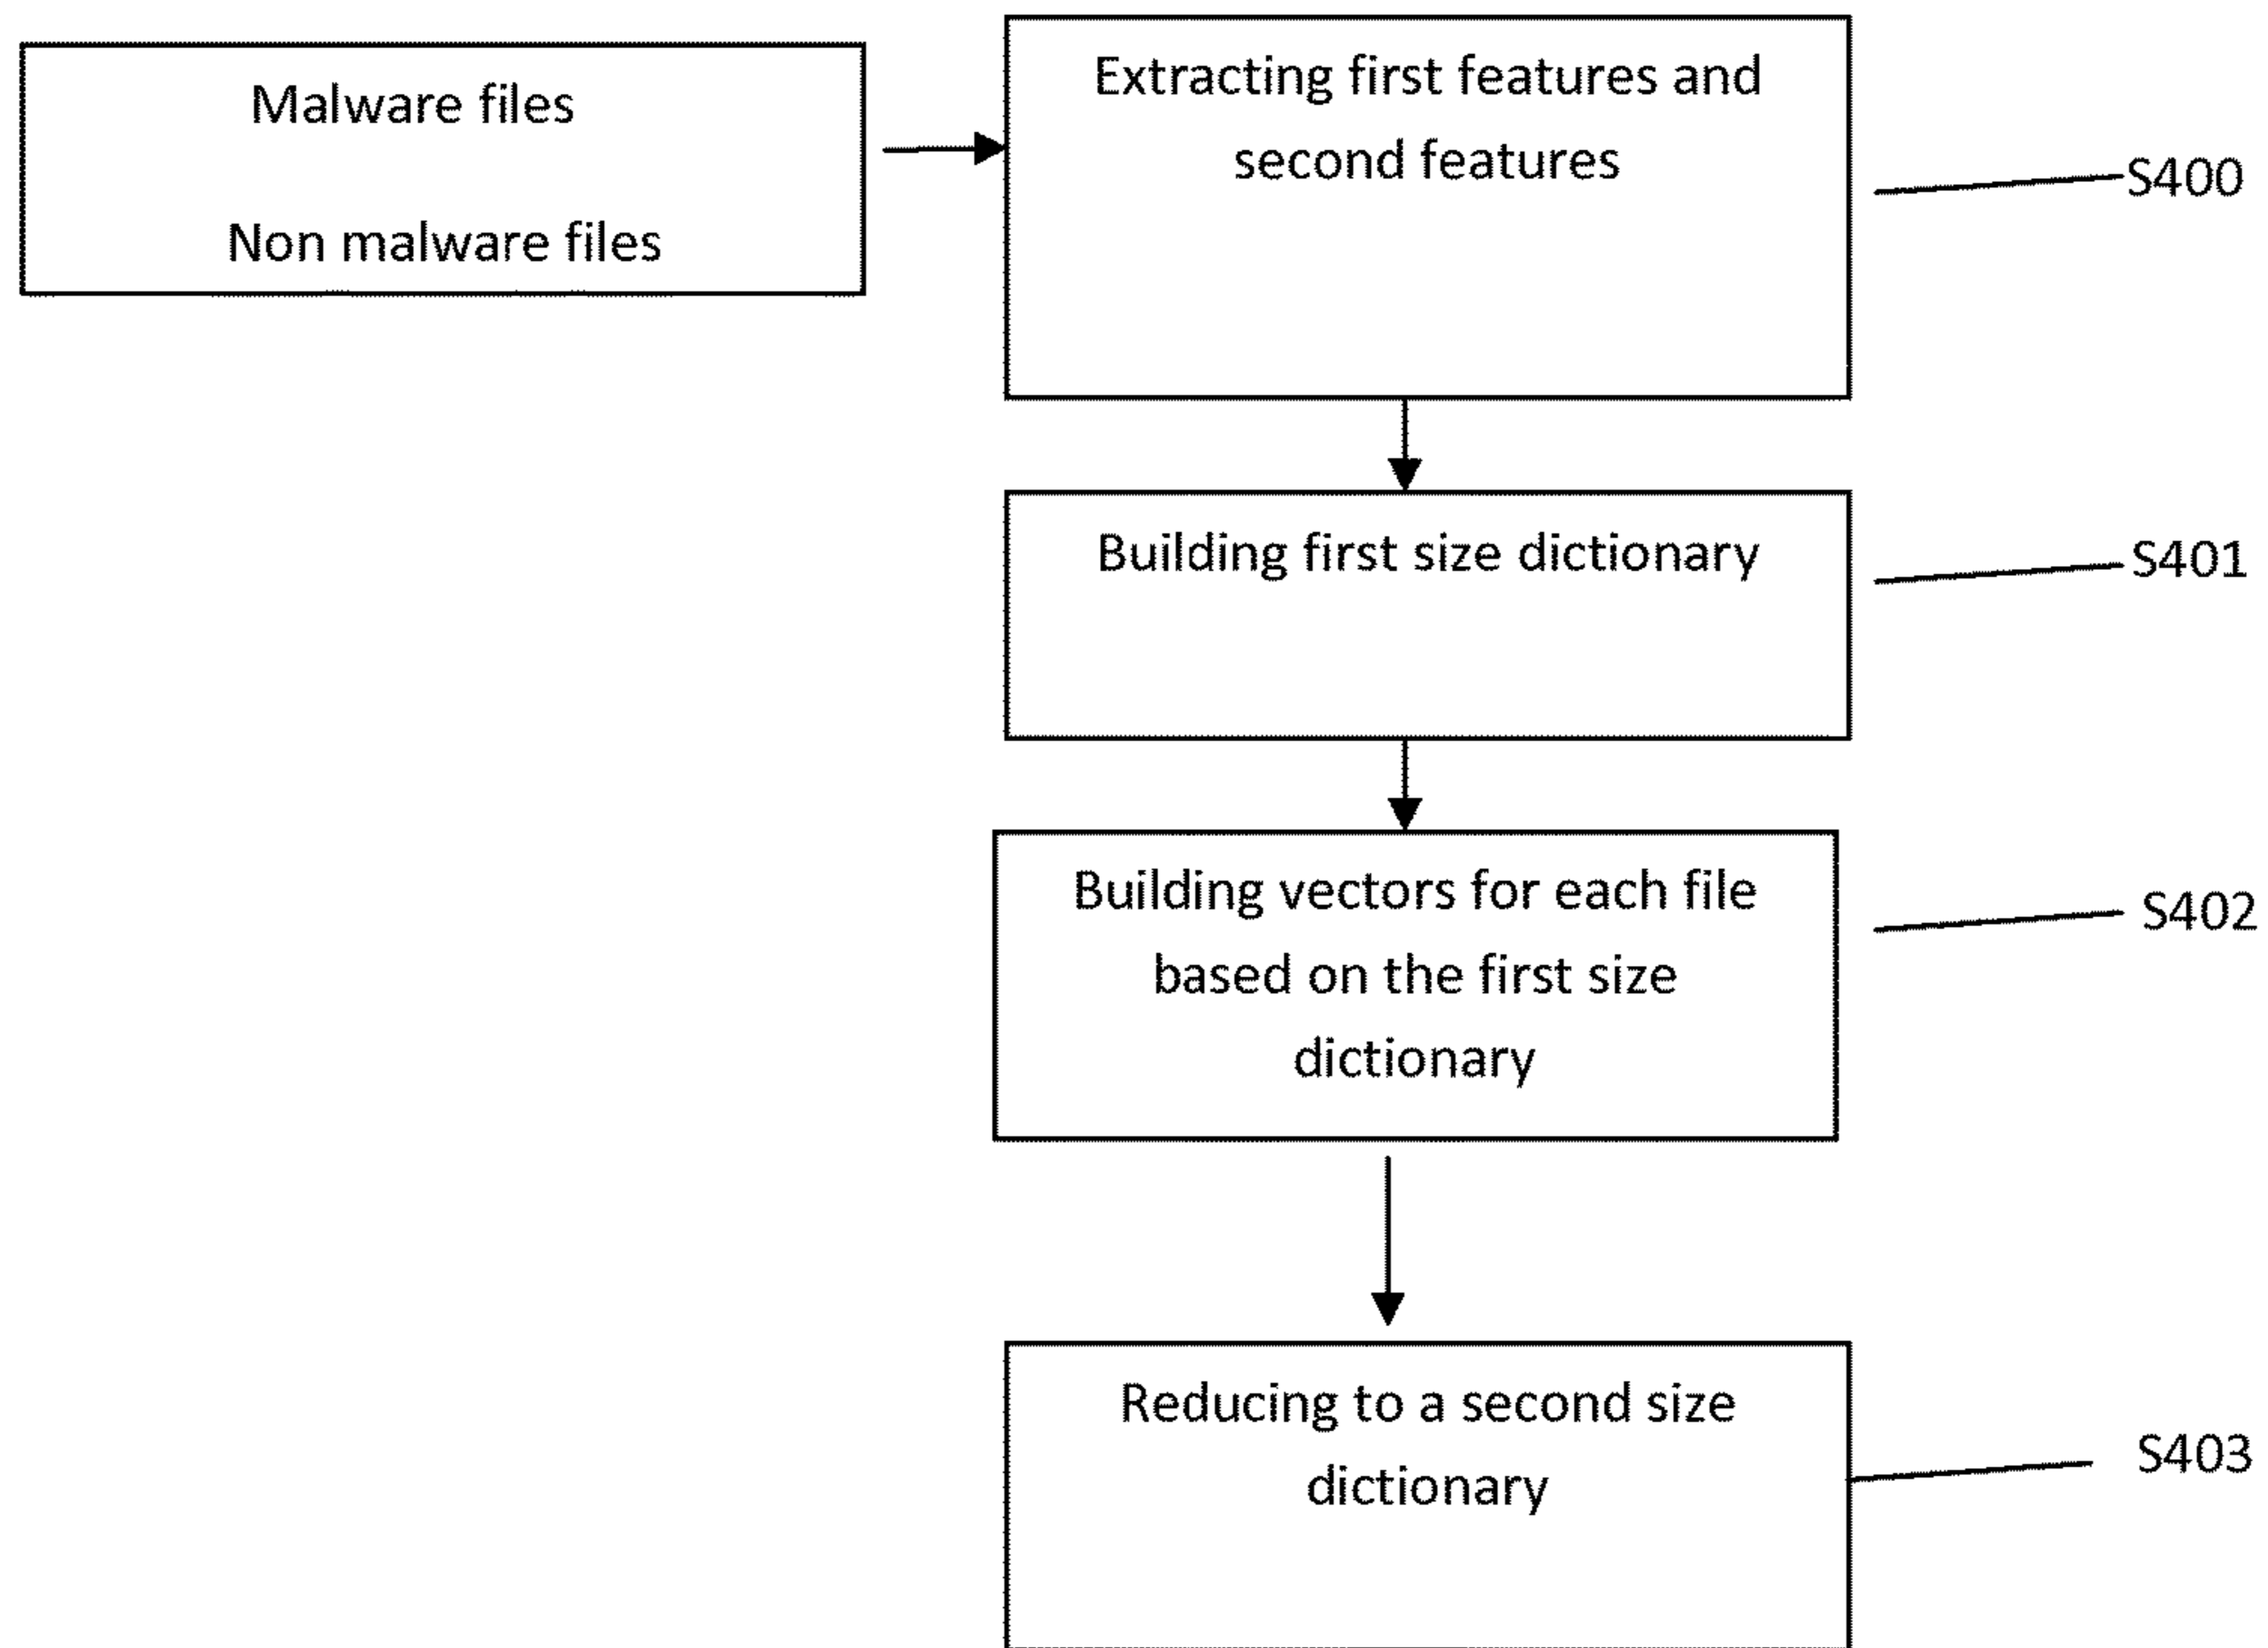 Malware files
Non malware files
Extracting first features and
second features
S400
Building first size dictionary
S401
Building vectors for each file
based on the first size
dictionary
S402
Reducing to a second size
dictionary
S403